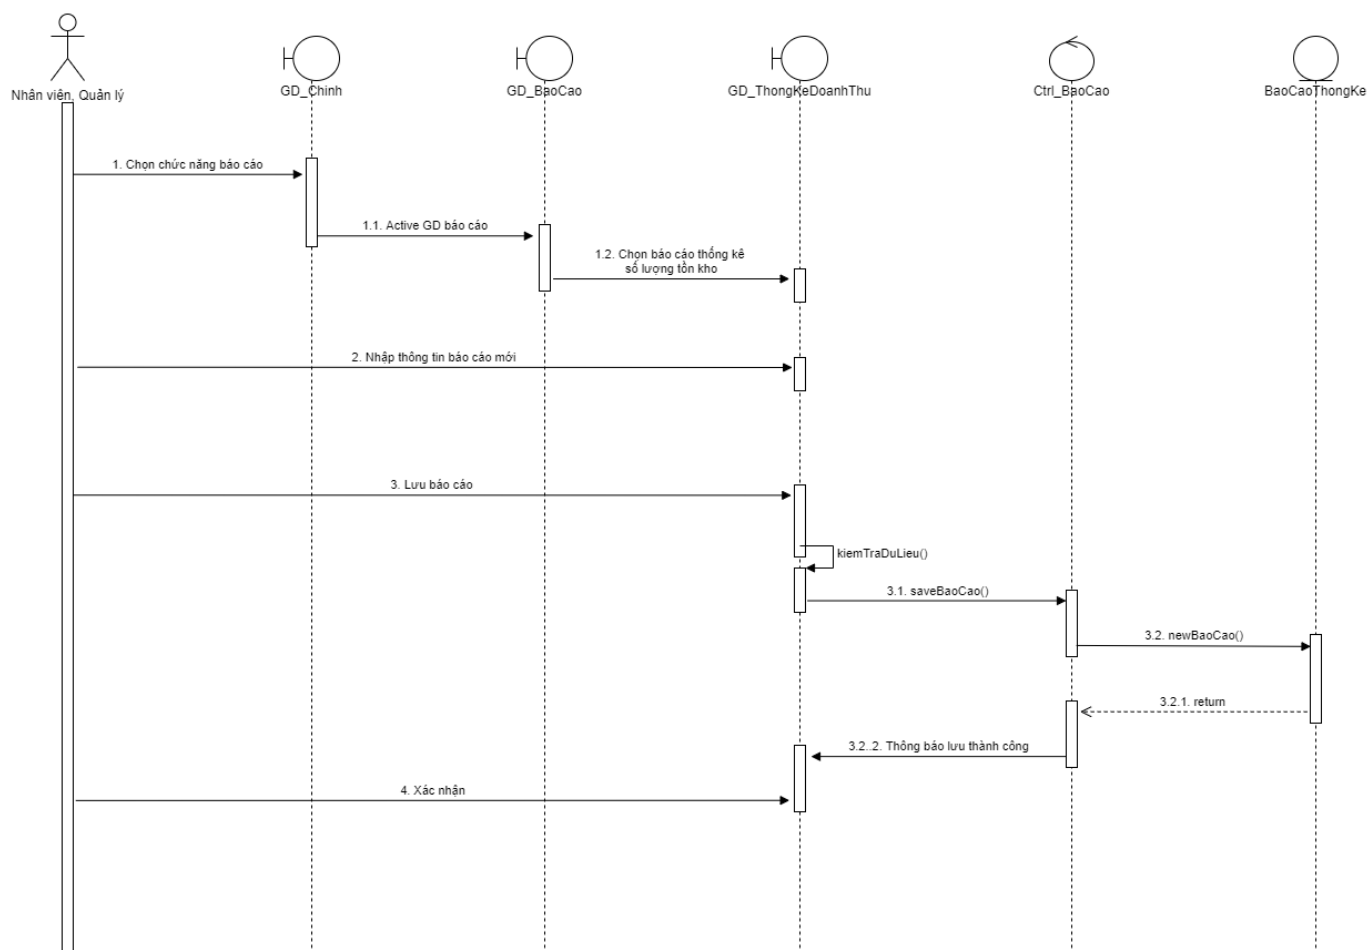 Nhân viên, Quản lý
GD_Chinh
GD_BaoCao
GD_ThongKeDoanhThu
Ctrl_BaoCao
BaoCaoThongKe
1. Chọn chức năng báo cáo
1.1. Active GD báo cáo
1.2. Chọn báo cáo thống kê
số lượng tồn kho
2. Nhập thông tin báo cáo mới
3. Lưu báo cáo
kiemTraDuLieu()
3.1. saveBaoCao()
3.2. newBaoCao()
3.2.1. return
3.2..2. Thông báo lưu thành công
4. Xác nhận